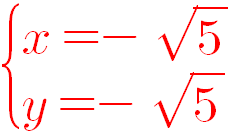 x = − √5
y = − √5